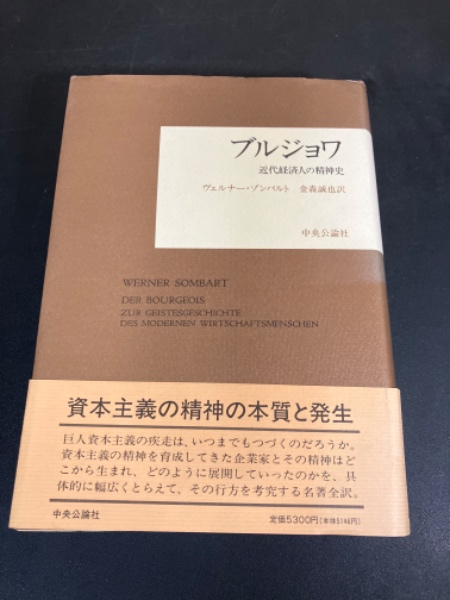 ブルジョワ
近代経済人の精神史
ヴェルナー・ゾンバルト 金森誠也訳
中央公論社
WERNER SOMBART
DER BOURGEOIS
ZUR GEISTESGESCHICHTE
DES MODERNEN WIRTSCHAFTSMENSCHEN
資本主義の精神の本質と発生
巨人資本主義の疾走は、いつまでもつづくのだろうか。
資本主義の精神を育成してきた企業家とその精神はど
こから生まれ、どのように展開していったのかを、具
体的に幅広くとらえて、その行方を考究する名著全訳。
中央公論社
定価5300円[本体5146円]